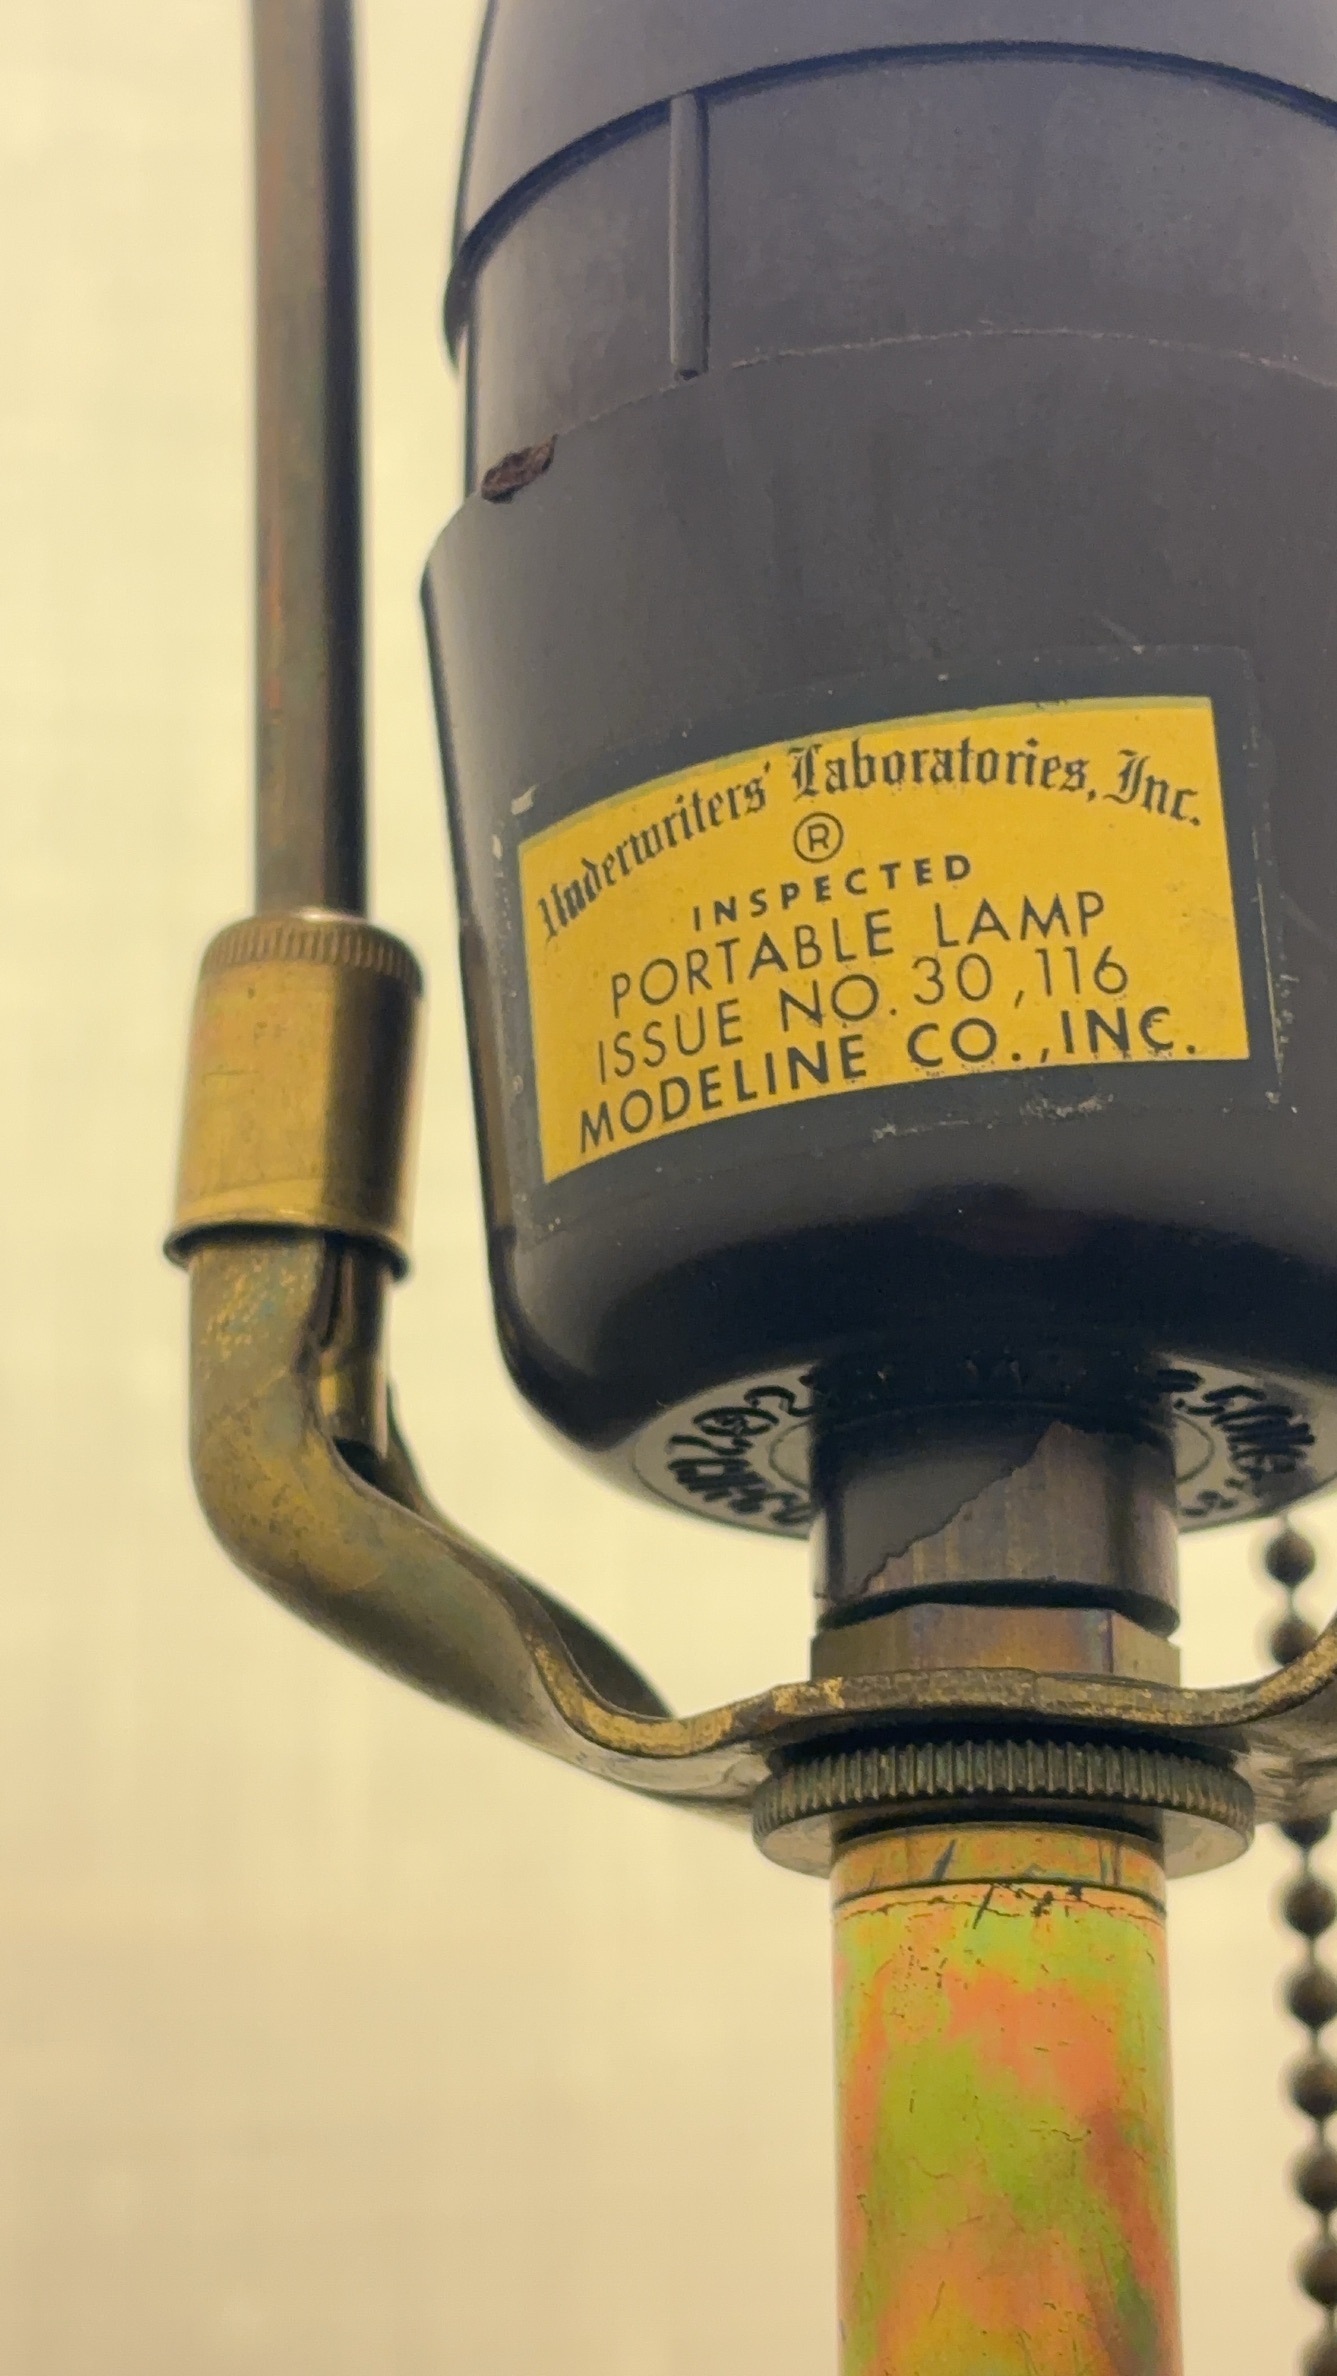 Underwriters' Laboratories, Inc.
®
INSPECTED
PORTABLE LAMP
ISSUE NO. 30,116
MODELINE CO., INC.